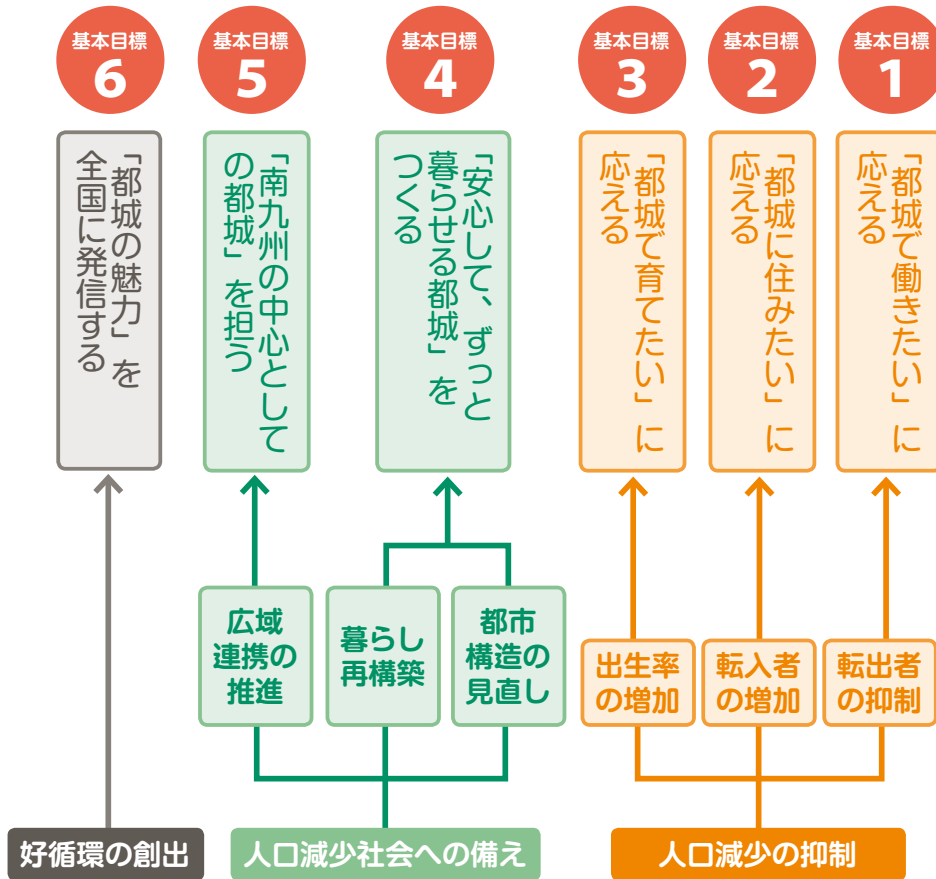 基本目標
6
基本目標
5
基本目標
4
基本目標
3
基本目標
2
基本目標
1
「都城の魅力」を
全国に発信する
「南九州の中心として
の都城」を担う
「安心して、ずっと
暮らせる都城」を
つくる
「都城で育てたい」に
応える
「都城に住みたい」に
応える
「都城で働きたい」に
応える
広域
連携の
推進
暮らし
再構築
都市
構造の
見直し
出生率
の増加
転入者
の増加
転出者
の抑制
好循環の創出
人口減少社会への備え
人口減少の抑制